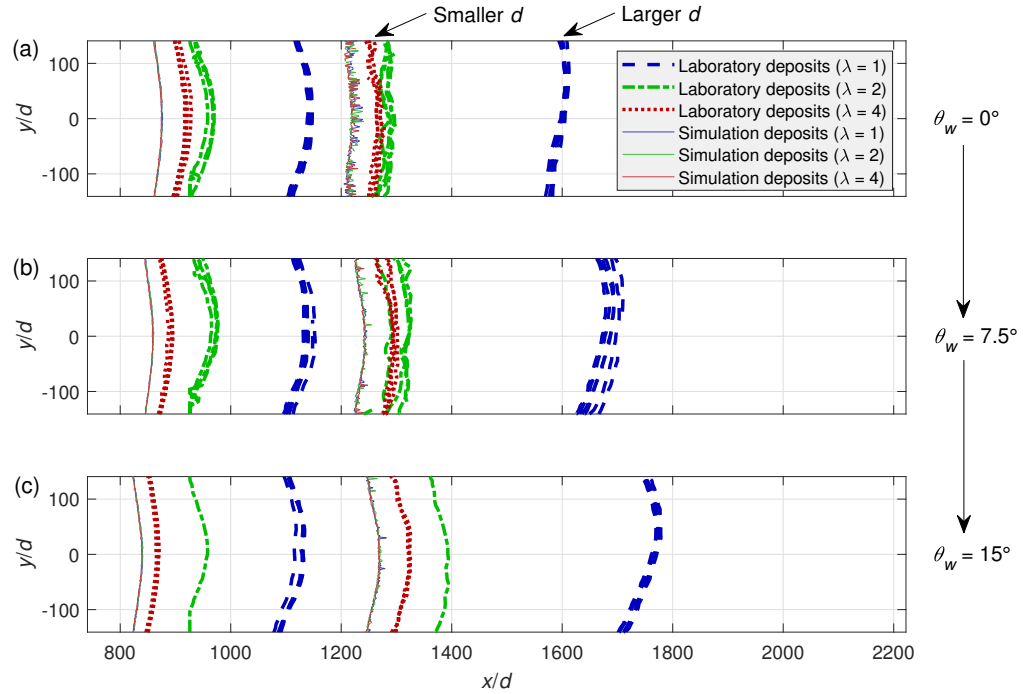 Smaller d
Larger d
(a)
100
0
-100
y/d
Laboratory deposits (λ = 1)
Laboratory deposits (λ = 2)
Laboratory deposits (λ = 4)
Simulation deposits (λ = 1)
Simulation deposits (λ = 2)
Simulation deposits (λ = 4)
θw = 0°
(b)
100
0
-100
y/d
θw = 7.5°
(c)
100
0
-100
y/d
θw = 15°
800 1000 1200 1400 1600 1800 2000 2200
x/d